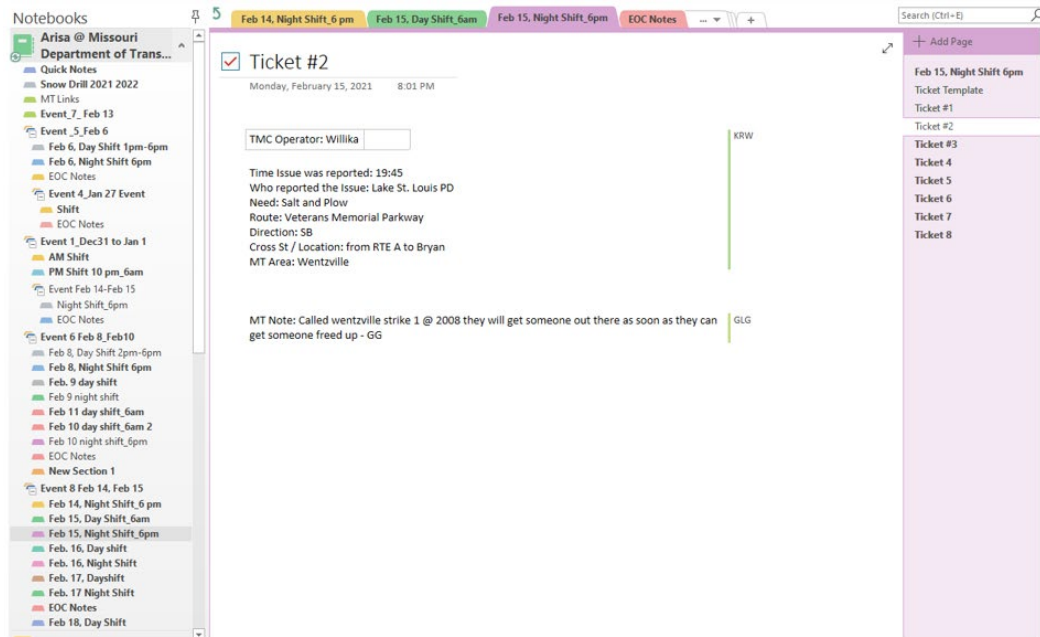 Notebooks
Arisa @ Missouri
Department of Trans...
Quick Notes
Snow Drill 2021 2022
MT Links
Event_7_ Feb 13
Event _5_Feb 6
Feb 6, Day Shift 1pm-6pm
Feb 6, Night Shift 6pm
EOC Notes
Event 4_Jan 27 Event
Shift
EOC Notes
Event 1_Dec31 to Jan 1
AM Shift
PM Shift 10 pm_6am
Event Feb 14-Feb 15
Night Shift_6pm
EOC Notes
Event 6 Feb 8_Feb10
Feb 8, Day Shift 2pm-6pm
Feb 8, Night Shift 6pm
Feb. 9 day shift
Feb 9 night shift
Feb 11 day shift_6am
Feb 10 day shift_6am 2
Feb 10 night shift_6pm
EOC Notes
New Section 1
Event 8 Feb 14, Feb 15
Feb 14, Night Shift_6 pm
Feb 15, Day Shift_6am
Feb 15, Night Shift_6pm
Feb. 16, Day shift
Feb. 16, Night Shift
Feb. 17, Dayshift
Feb. 17 Night Shift
EOC Notes
Feb 18, Day Shift
Feb 14, Night Shift_6 pm
Feb 15, Day Shift_6am
Feb 15, Night Shift_6pm
EOC Notes
...
Search (Ctrl+E)
Ticket #2
Monday, February 15, 2021 8:01 PM
TMC Operator: Willika
KRW
Time Issue was reported: 19:45
Who reported the Issue: Lake St. Louis PD
Need: Salt and Plow
Route: Veterans Memorial Parkway
Direction: SB
Cross St / Location: from RTE A to Bryan
MT Area: Wentzville
MT Note: Called wentzville strike 1 @ 2008 they will get someone out there as soon as they can
get someone freed up - GG
GLG
Add Page
Feb 15, Night Shift 6pm
Ticket Template
Ticket #1
Ticket #2
Ticket #3
Ticket 4
Ticket 5
Ticket 6
Ticket 7
Ticket 8